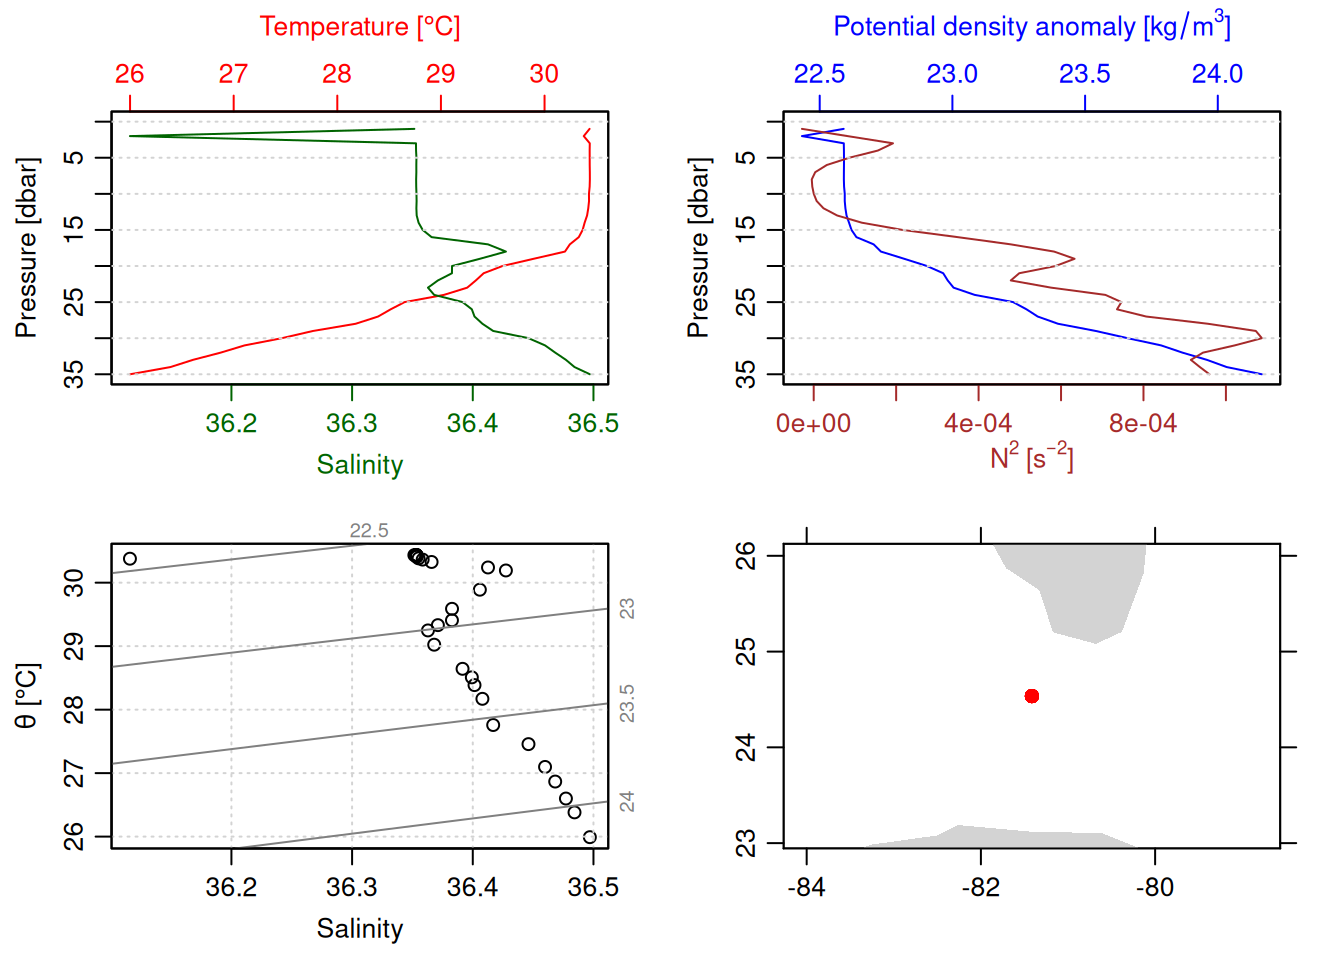 Temperature [°C]
26 27 28 29 30
Pressure [dbar]
5 15 25 35
36.2 36.3 36.4 36.5
Salinity
Potential density anomaly [kg/m³]
22.5 23.0 23.5 24.0
Pressure [dbar]
5 15 25 35
0e+00 4e-04 8e-04
N² [s⁻²]
22.5
θ [°C]
30 29 28 27 26
23
23.5
24
36.2 36.3 36.4 36.5
Salinity
26 25 24 23
-84 -82 -80